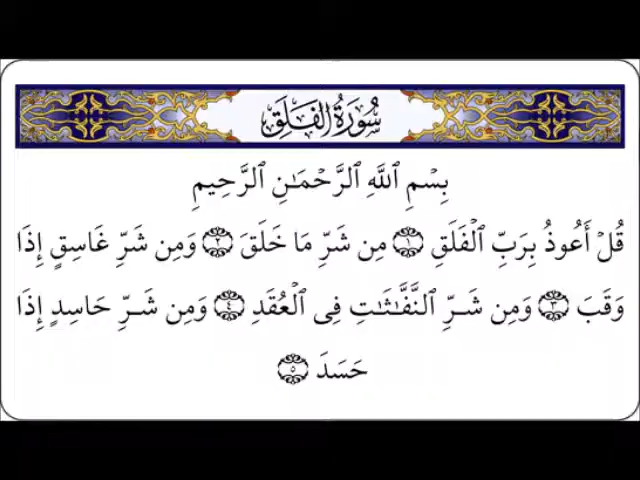 سُورَةُ الفَلَقِ
بِسۡمِ ٱللَّهِ ٱلرَّحۡمَـٰنِ ٱلرَّحِيمِ
قُلۡ أَعُوذُ بِرَبِّ ٱلۡفَلَقِ ۝١ مِن شَرِّ مَا خَلَقَ ۝٢ وَمِن شَرِّ غَاسِقٍ إِذَا
وَقَبَ ۝٣ وَمِن شَرِّ ٱلنَّفَّـٰثَـٰتِ فِى ٱلۡعُقَدِ ۝٤ وَمِن شَرِّ حَاسِدٍ إِذَا
حَسَدَ ۝٥